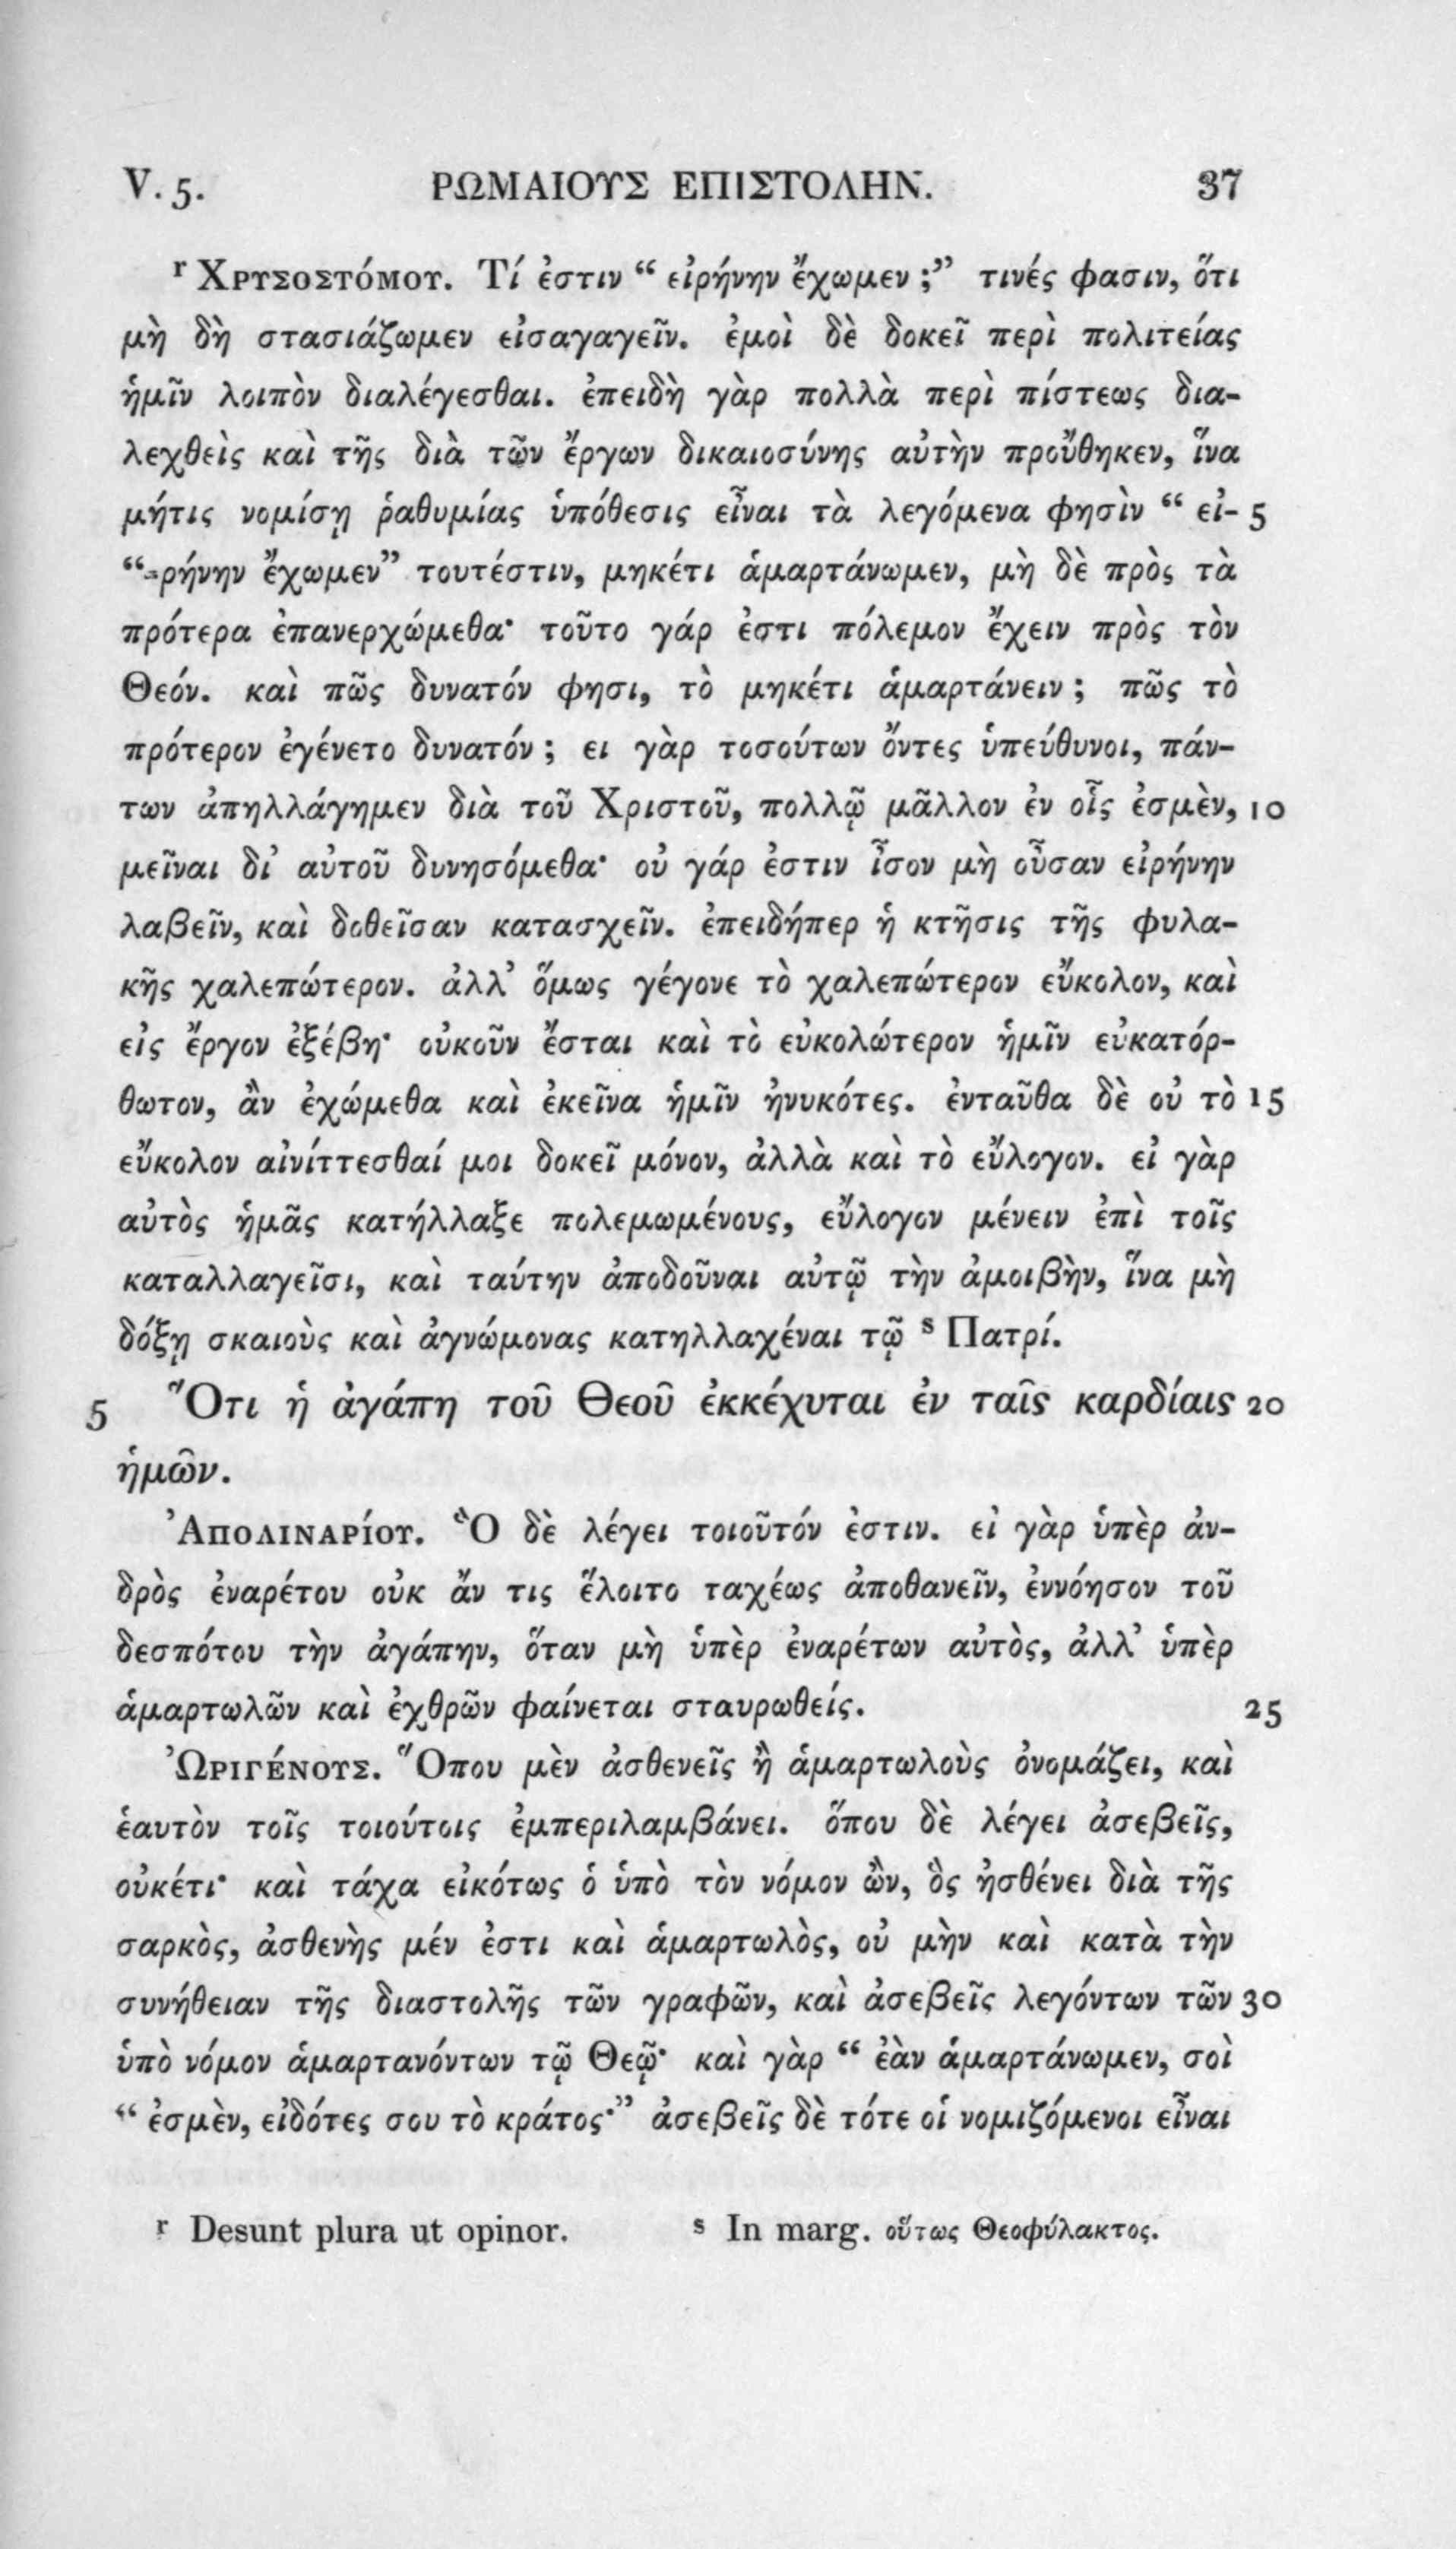 V. 5. ΡΩΜΑΙΟΥΣ ΕΠΙΣΤΟΛΗΝ. 37
r ΧΡΥΣΟΣΤΌΜΟΥ. Τί ἐστιν “ εἰρήνην ἔχωμεν ;” τινές φασιν, ὅτι
μὴ δὴ στασιάζωμεν εἰσαγαγεῖν. ἐμοὶ δὲ δοκεῖ περὶ πολιτείας
ἡμῖν λοιπὸν διαλέγεσθαι. ἐπειδὴ γὰρ πολλὰ περὶ πίστεως δια-
λεχθεὶς καὶ τῆς διὰ τῶν ἔργων δικαιοσύνης αὐτὴν προὔθηκεν, ἵνα
μήτις νομίσῃ ῥαθυμίας ὑπόθεσις εἶναι τὰ λεγόμενα φησὶν “ εἰ- 5
“-ρήνην ἔχωμεν” τουτέστιν, μηκέτι ἁμαρτάνωμεν, μὴ δὲ πρὸς τὰ
πρότερα ἐπανερχώμεθα· τοῦτο γάρ ἐστι πόλεμον ἔχειν πρὸς τὸν
Θεόν. καὶ πῶς δυνατόν φησι, τὸ μηκέτι ἁμαρτάνειν ; πῶς τὸ
πρότερον ἐγένετο δυνατόν ; ει γὰρ τοσούτων ὄντες ὑπεύθυνοι, πάν-
των ἀπηλλάγημεν διὰ τοῦ Χριστοῦ, πολλῷ μᾶλλον ἐν οἷς ἐσμὲν, 10
μεῖναι δι’ αὐτοῦ δυνησόμεθα· οὐ γάρ ἐστιν ἶσον μὴ οὖσαν εἰρήνην
λαβεῖν, καὶ δοθεῖσαν κατασχεῖν. ἐπειδήπερ ἡ κτῆσις τῆς φυλα-
κῆς χαλεπώτερον. ἀλλ’ ὅμως γέγονε τὸ χαλεπώτερον εὔκολον, καὶ
εἰς ἔργον ἐξέβη· οὐκοῦν ἔσται καὶ τὸ εὐκολώτερον ἡμῖν εὐκατόρ-
θωτον, ἂν ἐχώμεθα καὶ ἐκεῖνα ἡμῖν ἠνυκότες. ἐνταῦθα δὲ οὐ τὸ 15
εὔκολον αἰνίττεσθαί μοι δοκεῖ μόνον, ἀλλὰ καὶ τὸ εὔλογον. εἰ γὰρ
αὐτὸς ἡμᾶς κατήλλαξε πολεμωμένους, εὔλογον μένειν ἐπὶ τοῖς
καταλλαγεῖσι, καὶ ταύτην ἀποδοῦναι αὐτῷ τὴν ἀμοιβὴν, ἵνα μὴ
δόξῃ σκαιοὺς καὶ ἀγνώμονας κατηλλαχέναι τῷ s Πατρί.
5 Ὅτι ἡ ἀγάπη τοῦ Θεοῦ ἐκκέχυται ἐν ταῖς καρδίαις 20
ἡμῶν.
ἈΠΟΛΙΝΑΡΊΟΥ. Ὃ δὲ λέγει τοιοῦτόν ἐστιν. εἰ γὰρ ὑπὲρ ἀν-
δρὸς ἐναρέτου οὐκ ἄν τις ἕλοιτο ταχέως ἀποθανεῖν, ἐννόησον τοῦ
δεσπότου τὴν ἀγάπην, ὅταν μὴ ὑπὲρ ἐναρέτων αὐτὸς, ἀλλ’ ὑπὲρ
ἁμαρτωλῶν καὶ ἐχθρῶν φαίνεται σταυρωθείς. 25
ὨΡΙΓΈΝΟΥΣ. Ὅπου μὲν ἀσθενεῖς ἢ ἁμαρτωλοὺς ὀνομάζει, καὶ
ἑαυτὸν τοῖς τοιούτοις ἐμπεριλαμβάνει. ὅπου δὲ λέγει ἀσεβεῖς,
οὐκέτι· καὶ τάχα εἰκότως ὁ ὑπὸ τὸν νόμον ὢν, ὃς ἠσθένει διὰ τῆς
σαρκὸς, ἀσθενὴς μέν ἐστι καὶ ἁμαρτωλὸς, οὐ μὴν καὶ κατὰ τὴν
συνήθειαν τῆς διαστολῆς τῶν γραφῶν, καὶ ἀσεβεῖς λεγόντων τῶν 30
ὑπὸ νόμον ἁμαρτανόντων τῷ Θεῷ· καὶ γὰρ “ ἐὰν ἁμαρτάνωμεν, σοὶ
“ ἐσμὲν, εἰδότες σου τὸ κράτος·” ἀσεβεῖς δὲ τότε οἱ νομιζόμενοι εἶναι
r Desunt plura ut opinor. s In marg. οὕτως Θεοφύλακτος.